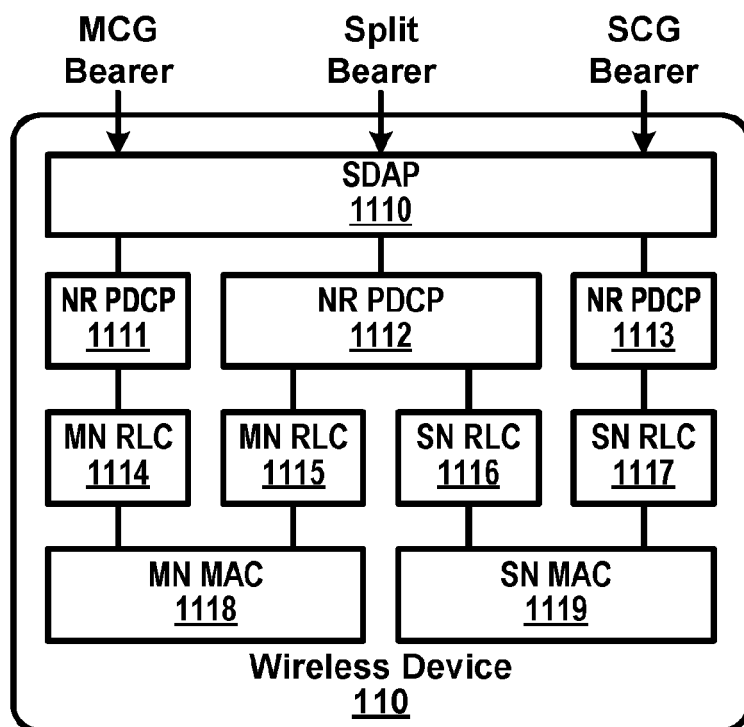 MCG Bearer
Split Bearer
SCG Bearer
SDAP
1110
NR PDCP
1111
NR PDCP
1112
NR PDCP
1113
MN RLC
1114
MN RLC
1115
SN RLC
1116
SN RLC
1117
MN MAC
1118
SN MAC
1119
Wireless Device
110